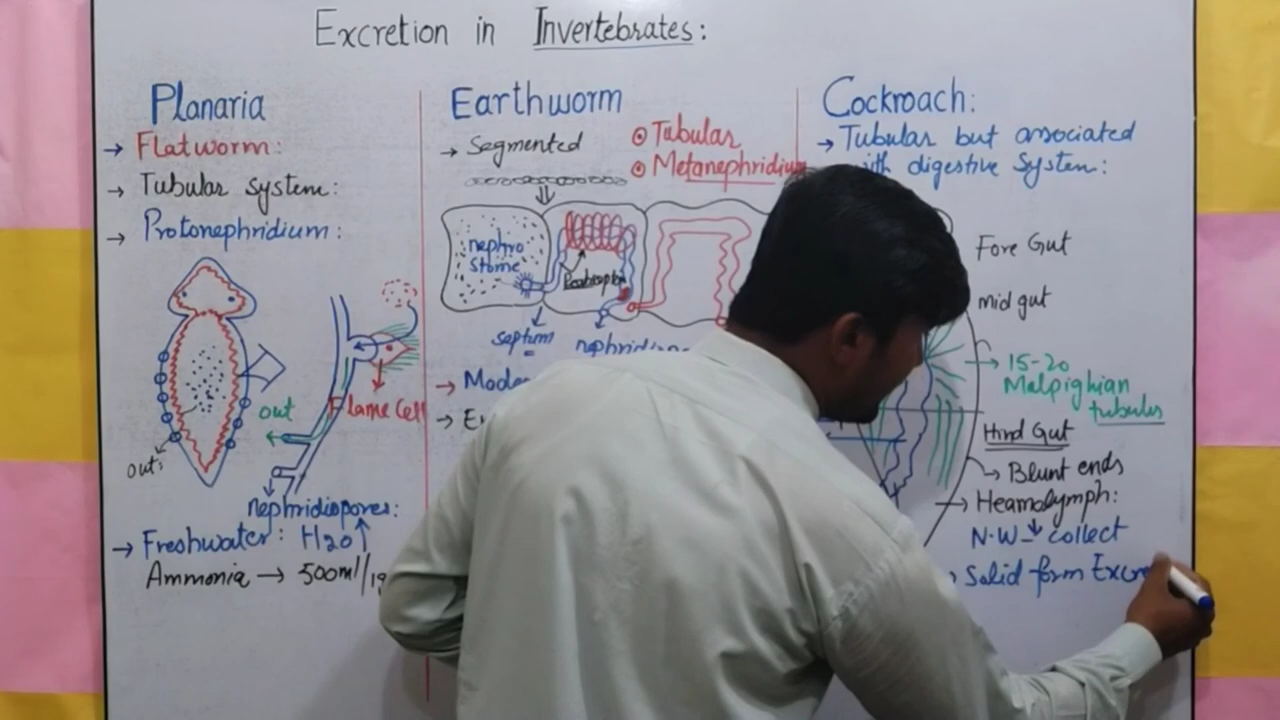 Excretion in Invertebrates:
Planaria
→ Flatworm:
→ Tubular system:
→ Protonephridium:
out
Flame Cell
out:
nephridiopores:
→ Freshwater: H2O↑
Ammonia → 500ml/
Earthworm
→ Segmented
⊙ Tubular
⊙ Metanephridium
nephro
stome
septum
Cockroach:
→ Tubular but associated
with digestive System:
Fore Gut
mid gut
→ 15-20
Malpighian
tubules
Hind Gut
→ Blunt ends
→ Heamolymph:
N.W ↓ collect
Solid form Excre